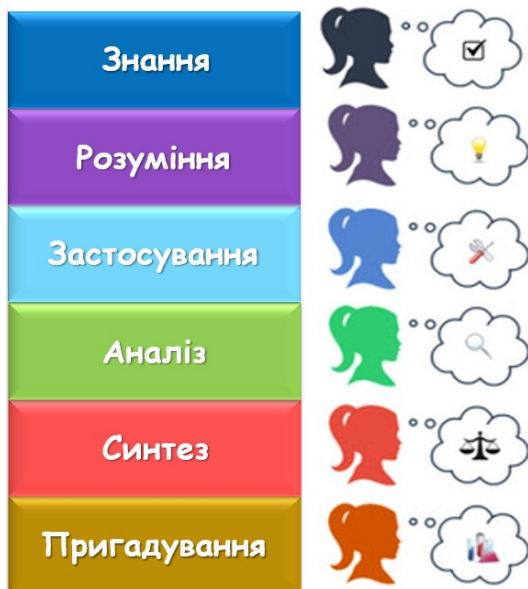 Знання
Розуміння
Застосування
Аналіз
Синтез
Пригадування